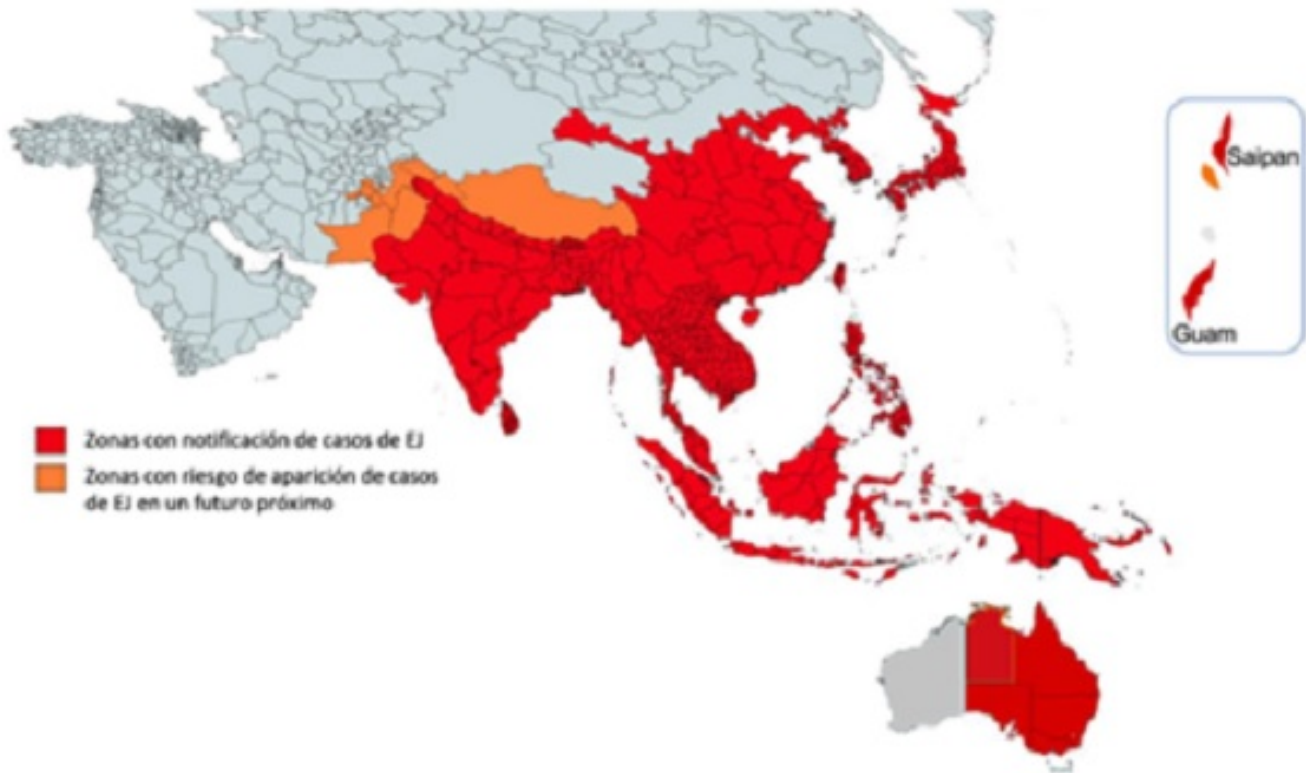 Saipan
Guam
Zonas con notificación de casos de EJ
Zonas con riesgo de aparición de casos
de EJ en un futuro próximo